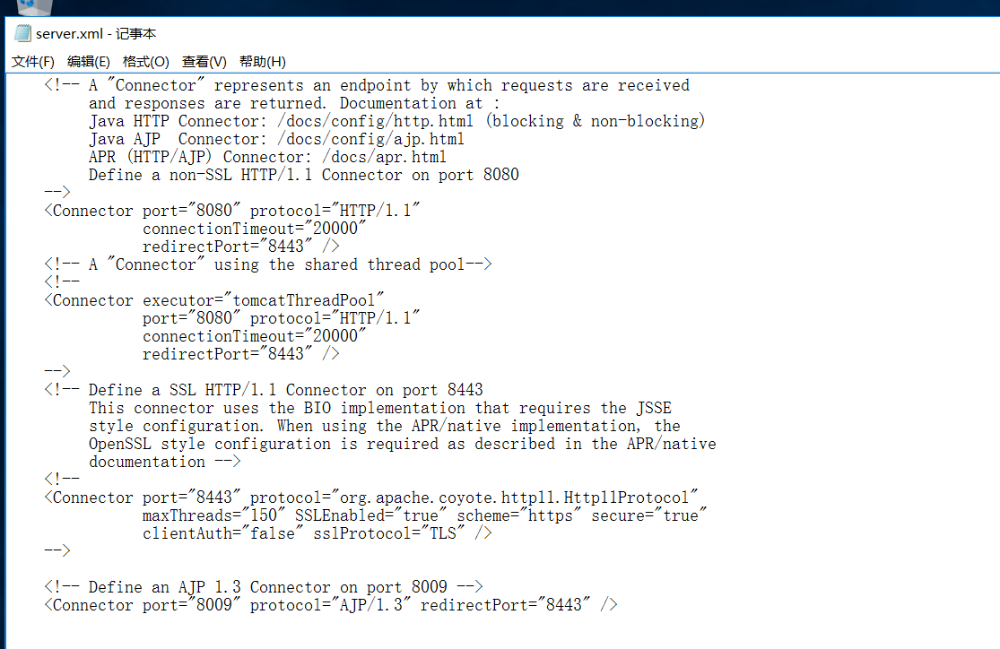 server.xml - 记事本
文件(F) 编辑(E) 格式(O) 查看(V) 帮助(H)
<!-- A "Connector" represents an endpoint by which requests are received
and responses are returned. Documentation at :
Java HTTP Connector: /docs/config/http.html (blocking & non-blocking)
Java AJP  Connector: /docs/config/ajp.html
APR (HTTP/AJP) Connector: /docs/apr.html
Define a non-SSL HTTP/1.1 Connector on port 8080
-->
<Connector port="8080" protocol="HTTP/1.1"
connectionTimeout="20000"
redirectPort="8443" />
<!-- A "Connector" using the shared thread pool-->
<!--
<Connector executor="tomcatThreadPool"
port="8080" protocol="HTTP/1.1"
connectionTimeout="20000"
redirectPort="8443" />
-->
<!-- Define a SSL HTTP/1.1 Connector on port 8443
This connector uses the BIO implementation that requires the JSSE
style configuration. When using the APR/native implementation, the
OpenSSL style configuration is required as described in the APR/native
documentation -->
<!--
<Connector port="8443" protocol="org.apache.coyote.http11.Http11Protocol"
maxThreads="150" SSLEnabled="true" scheme="https" secure="true"
clientAuth="false" sslProtocol="TLS" />
-->
<!-- Define an AJP 1.3 Connector on port 8009 -->
<Connector port="8009" protocol="AJP/1.3" redirectPort="8443" />